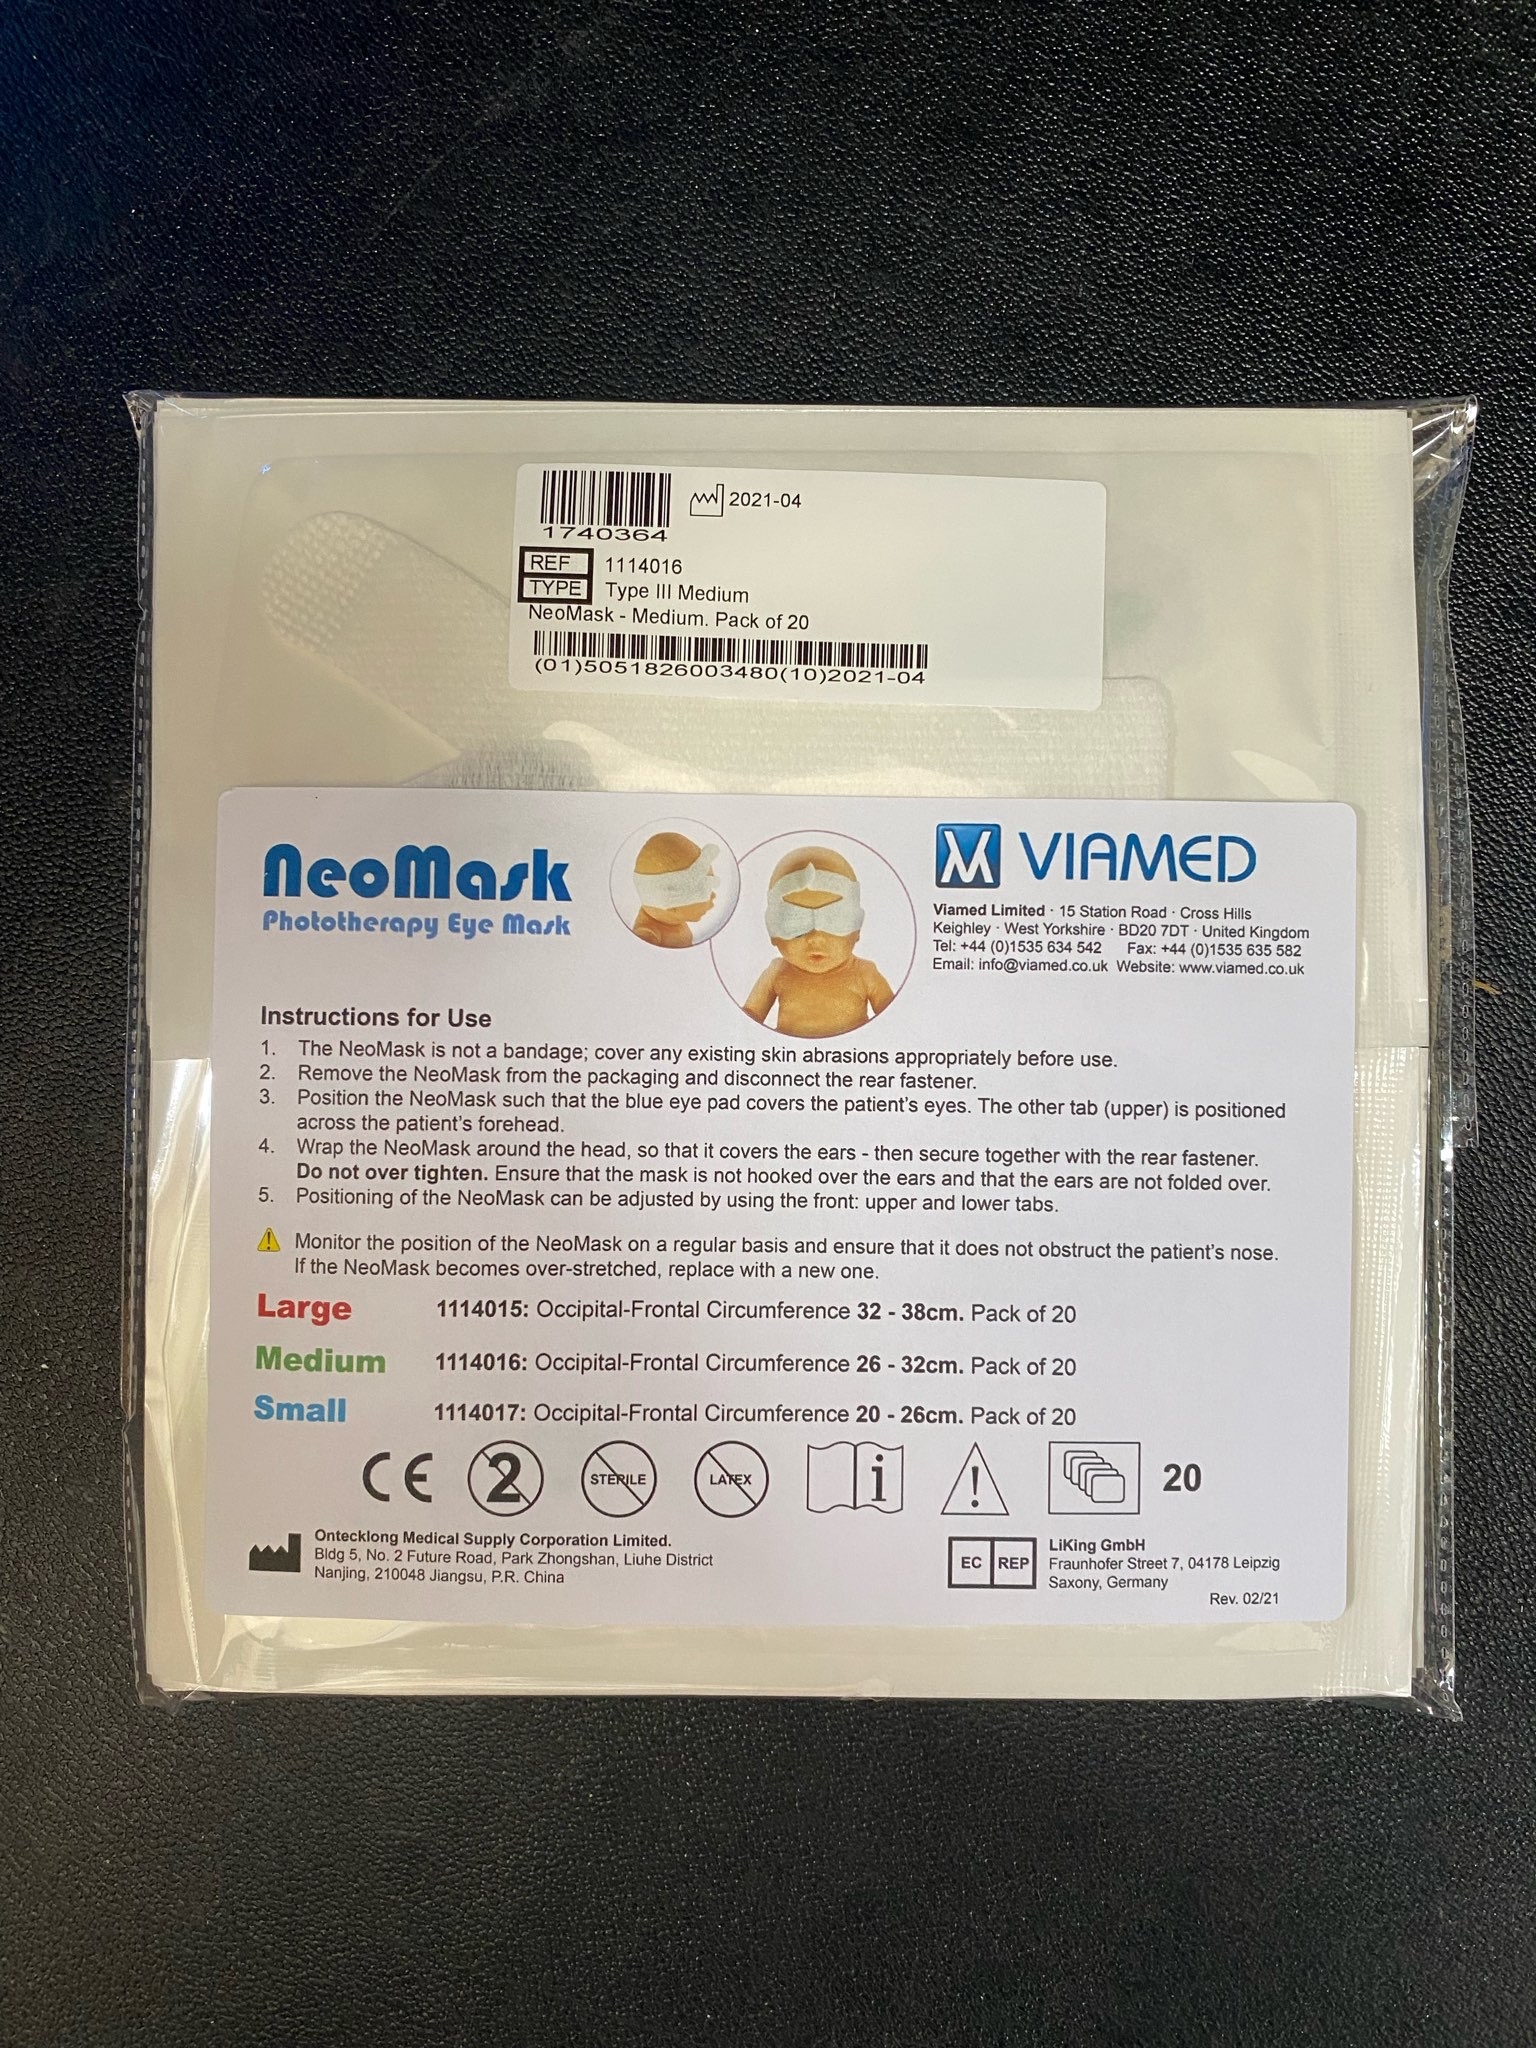 1740364
2021-04
REF 1114016
TYPE Type III Medium
NeoMask - Medium. Pack of 20
(01)5051826003480(10)2021-04
NeoMask
Phototherapy Eye Mask
VIAMED
Viamed Limited · 15 Station Road · Cross Hills
Keighley · West Yorkshire · BD20 7DT · United Kingdom
Tel: +44 (0)1535 634 542 Fax: +44 (0)1535 635 582
Email: info@viamed.co.uk Website: www.viamed.co.uk
Instructions for Use
1. The NeoMask is not a bandage; cover any existing skin abrasions appropriately before use.
2. Remove the NeoMask from the packaging and disconnect the rear fastener.
3. Position the NeoMask such that the blue eye pad covers the patient's eyes. The other tab (upper) is positioned
across the patient's forehead.
4. Wrap the NeoMask around the head, so that it covers the ears - then secure together with the rear fastener.
Do not over tighten. Ensure that the mask is not hooked over the ears and that the ears are not folded over.
5. Positioning of the NeoMask can be adjusted by using the front: upper and lower tabs.
Monitor the position of the NeoMask on a regular basis and ensure that it does not obstruct the patient's nose.
If the NeoMask becomes over-stretched, replace with a new one.
Large 1114015: Occipital-Frontal Circumference 32 - 38cm. Pack of 20
Medium 1114016: Occipital-Frontal Circumference 26 - 32cm. Pack of 20
Small 1114017: Occipital-Frontal Circumference 20 - 26cm. Pack of 20
CE 2 STERILE LATEX i ! 20
Ontecklong Medical Supply Corporation Limited.
Bldg 5, No. 2 Future Road, Park Zhongshan, Liuhe District
Nanjing, 210048 Jiangsu, P.R. China
EC REP
LiKing GmbH
Fraunhofer Street 7, 04178 Leipzig
Saxony, Germany
Rev. 02/21